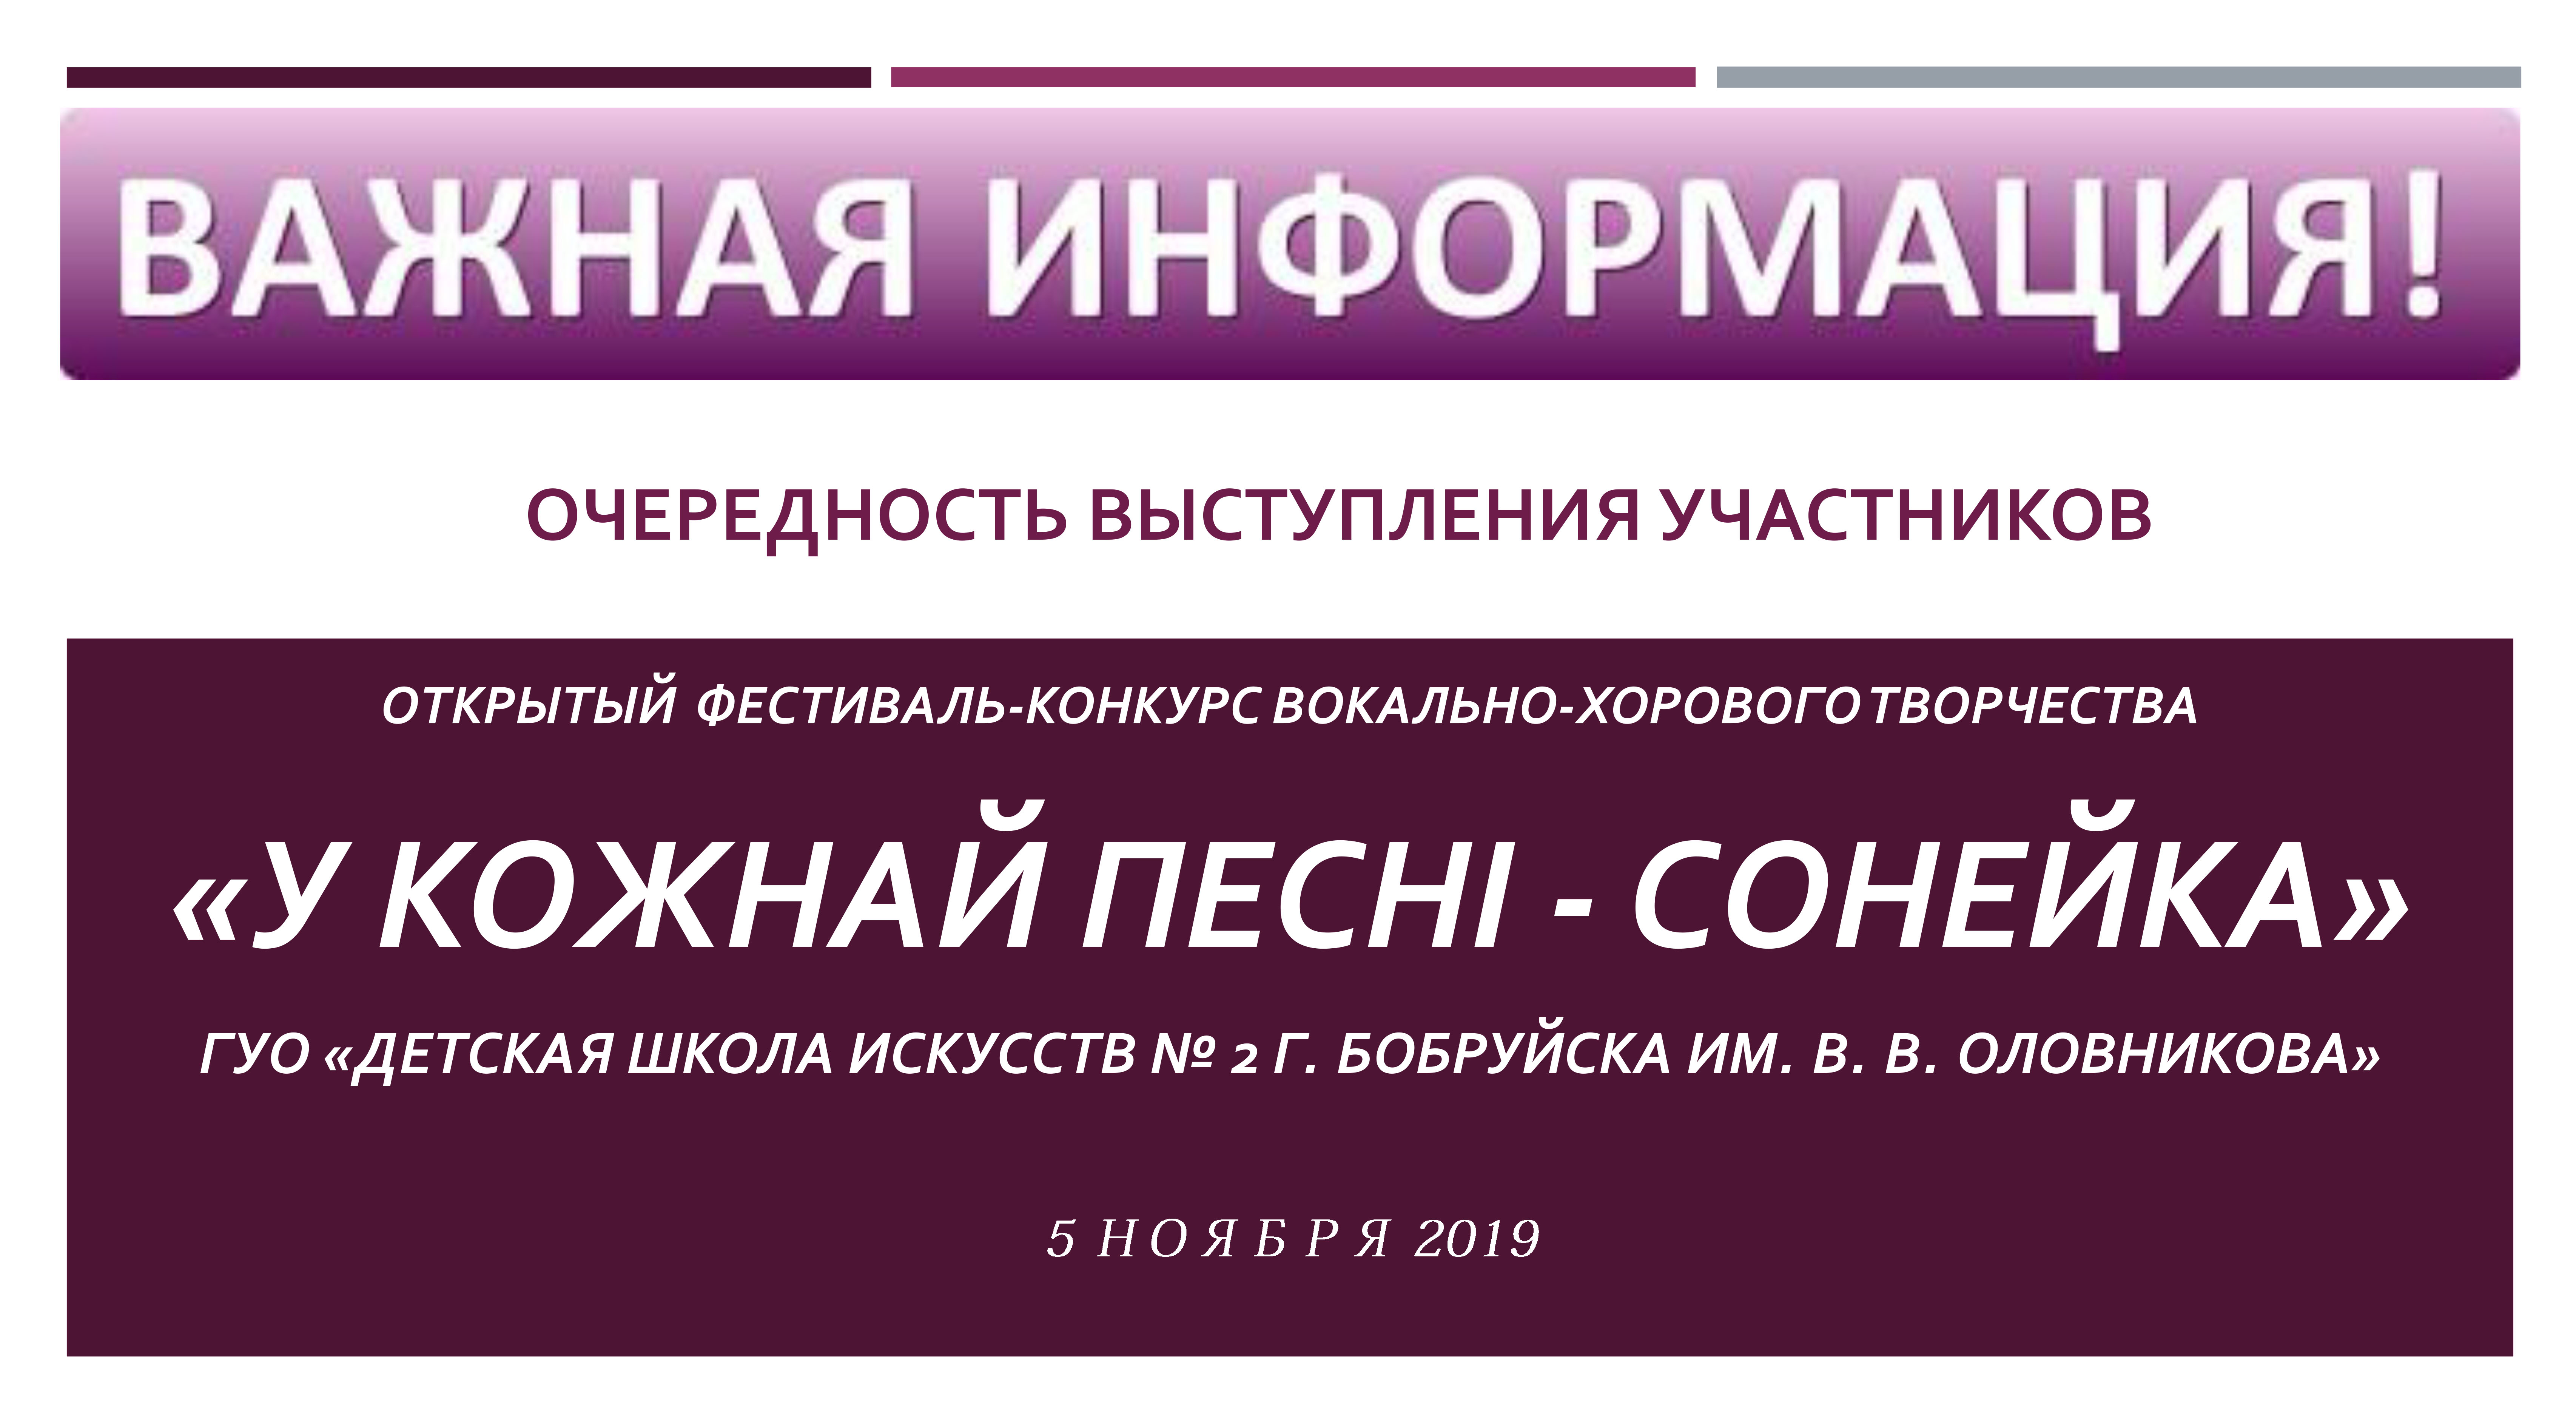 ВАЖНАЯ ИНФОРМАЦИЯ!
ОЧЕРЕДНОСТЬ ВЫСТУПЛЕНИЯ УЧАСТНИКОВ
ОТКРЫТЫЙ ФЕСТИВАЛЬ-КОНКУРС ВОКАЛЬНО-ХОРОВОГО ТВОРЧЕСТВА
«У КОЖНАЙ ПЕСНІ - СОНЕЙКА»
ГУО «ДЕТСКАЯ ШКОЛА ИСКУССТВ № 2 Г. БОБРУЙСКА ИМ. В. В. ОЛОВНИКОВА»
5 НОЯБРЯ 2019